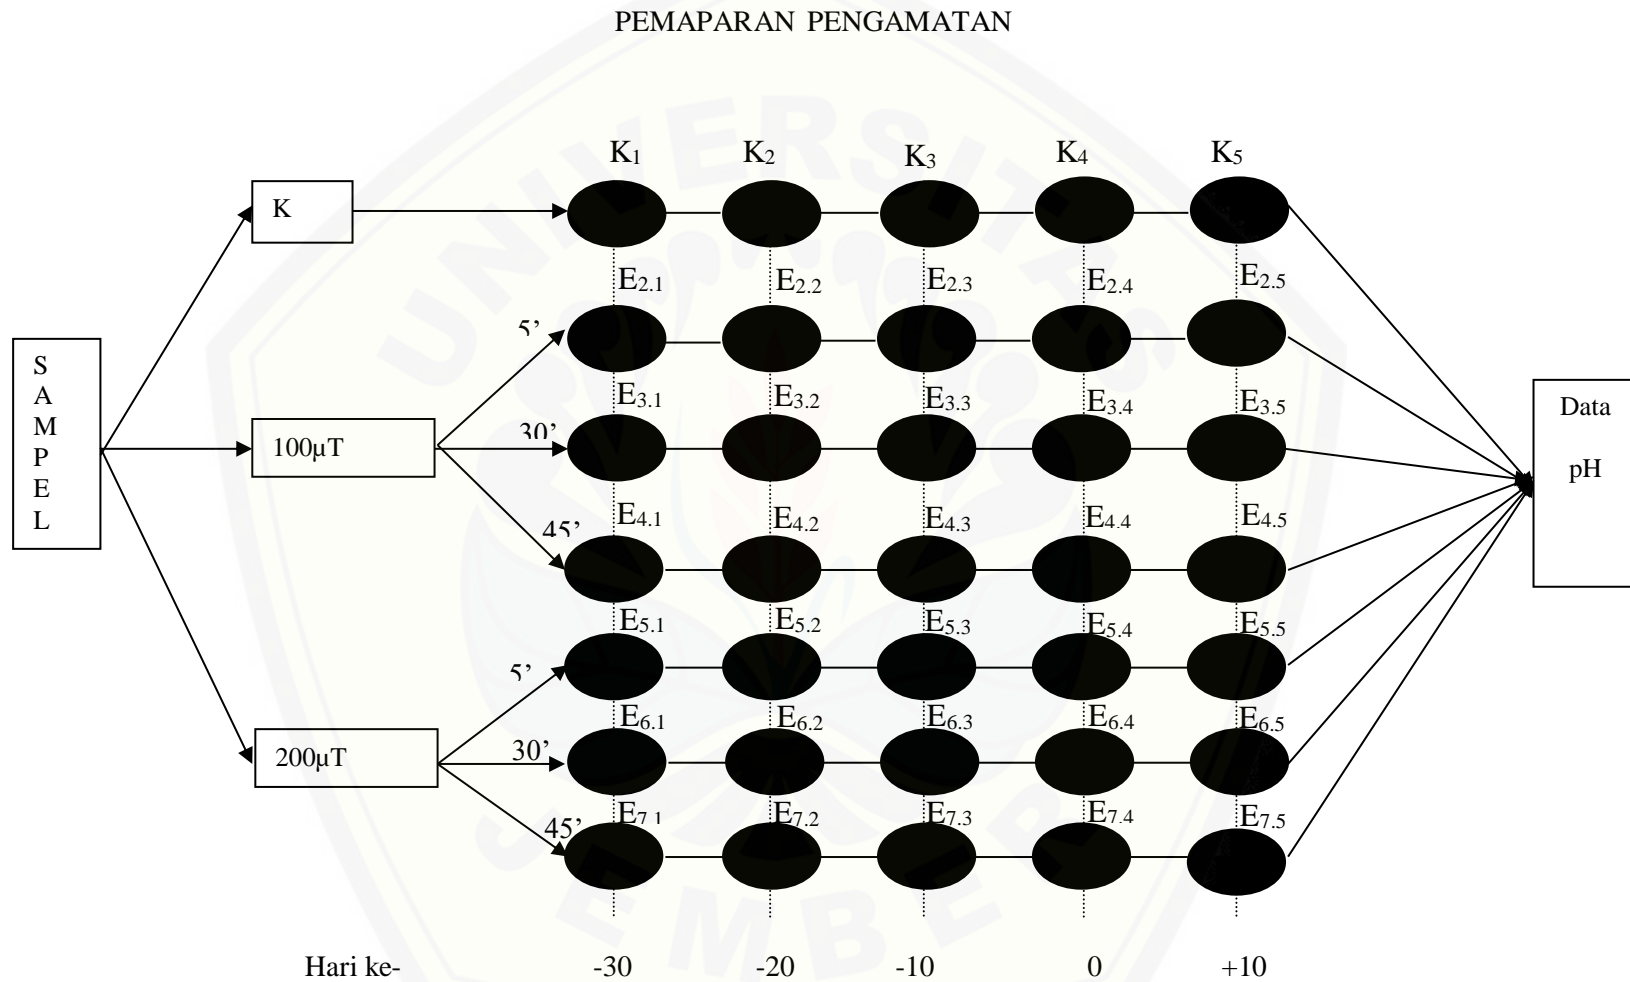 PEMAPARAN PENGAMATAN
K₁ K₂ K₃ K₄ K₅
K
E₂.₁ E₂.₂ E₂.₃ E₂.₄ E₂.₅
5’
S
A
M
P
E
L
E₃.₁ E₃.₂ E₃.₃ E₃.₄ E₃.₅
100µT
30’
Data
pH
E₄.₁ E₄.₂ E₄.₃ E₄.₄ E₄.₅
45’
E₅.₁ E₅.₂ E₅.₃ E₅.₄ E₅.₅
5’
E₆.₁ E₆.₂ E₆.₃ E₆.₄ E₆.₅
200µT
30’
E₇.₁ E₇.₂ E₇.₃ E₇.₄ E₇.₅
45’
Hari ke- -30 -20 -10 0 +10
UNIVERSITAS
JEMBER